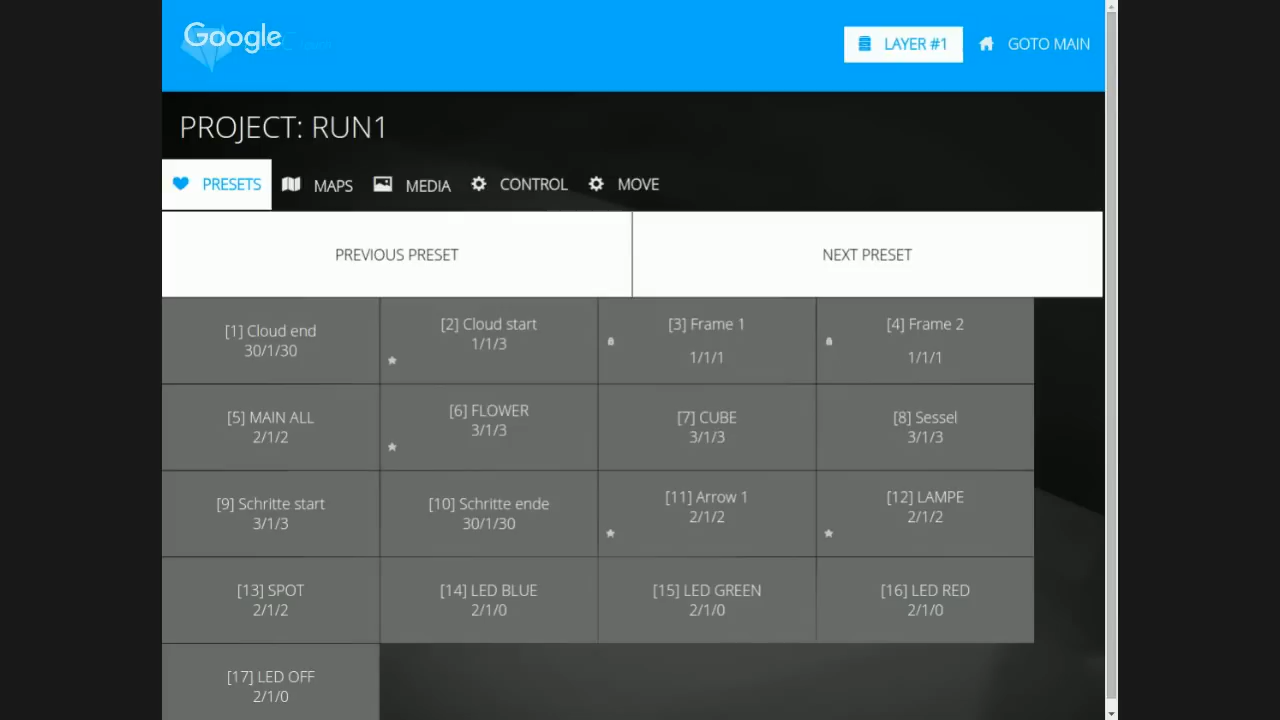 Google
LAYER #1
GOTO MAIN
PROJECT: RUN1
PRESETS
MAPS
MEDIA
CONTROL
MOVE
PREVIOUS PRESET
NEXT PRESET
[1] Cloud end
30/1/30
[2] Cloud start
1/1/3
[3] Frame 1
1/1/1
[4] Frame 2
1/1/1
[5] MAIN ALL
2/1/2
[6] FLOWER
3/1/3
[7] CUBE
3/1/3
[8] Sessel
3/1/3
[9] Schritte start
3/1/3
[10] Schritte ende
30/1/30
[11] Arrow 1
2/1/2
[12] LAMPE
2/1/2
[13] SPOT
2/1/2
[14] LED BLUE
2/1/0
[15] LED GREEN
2/1/0
[16] LED RED
2/1/0
[17] LED OFF
2/1/0